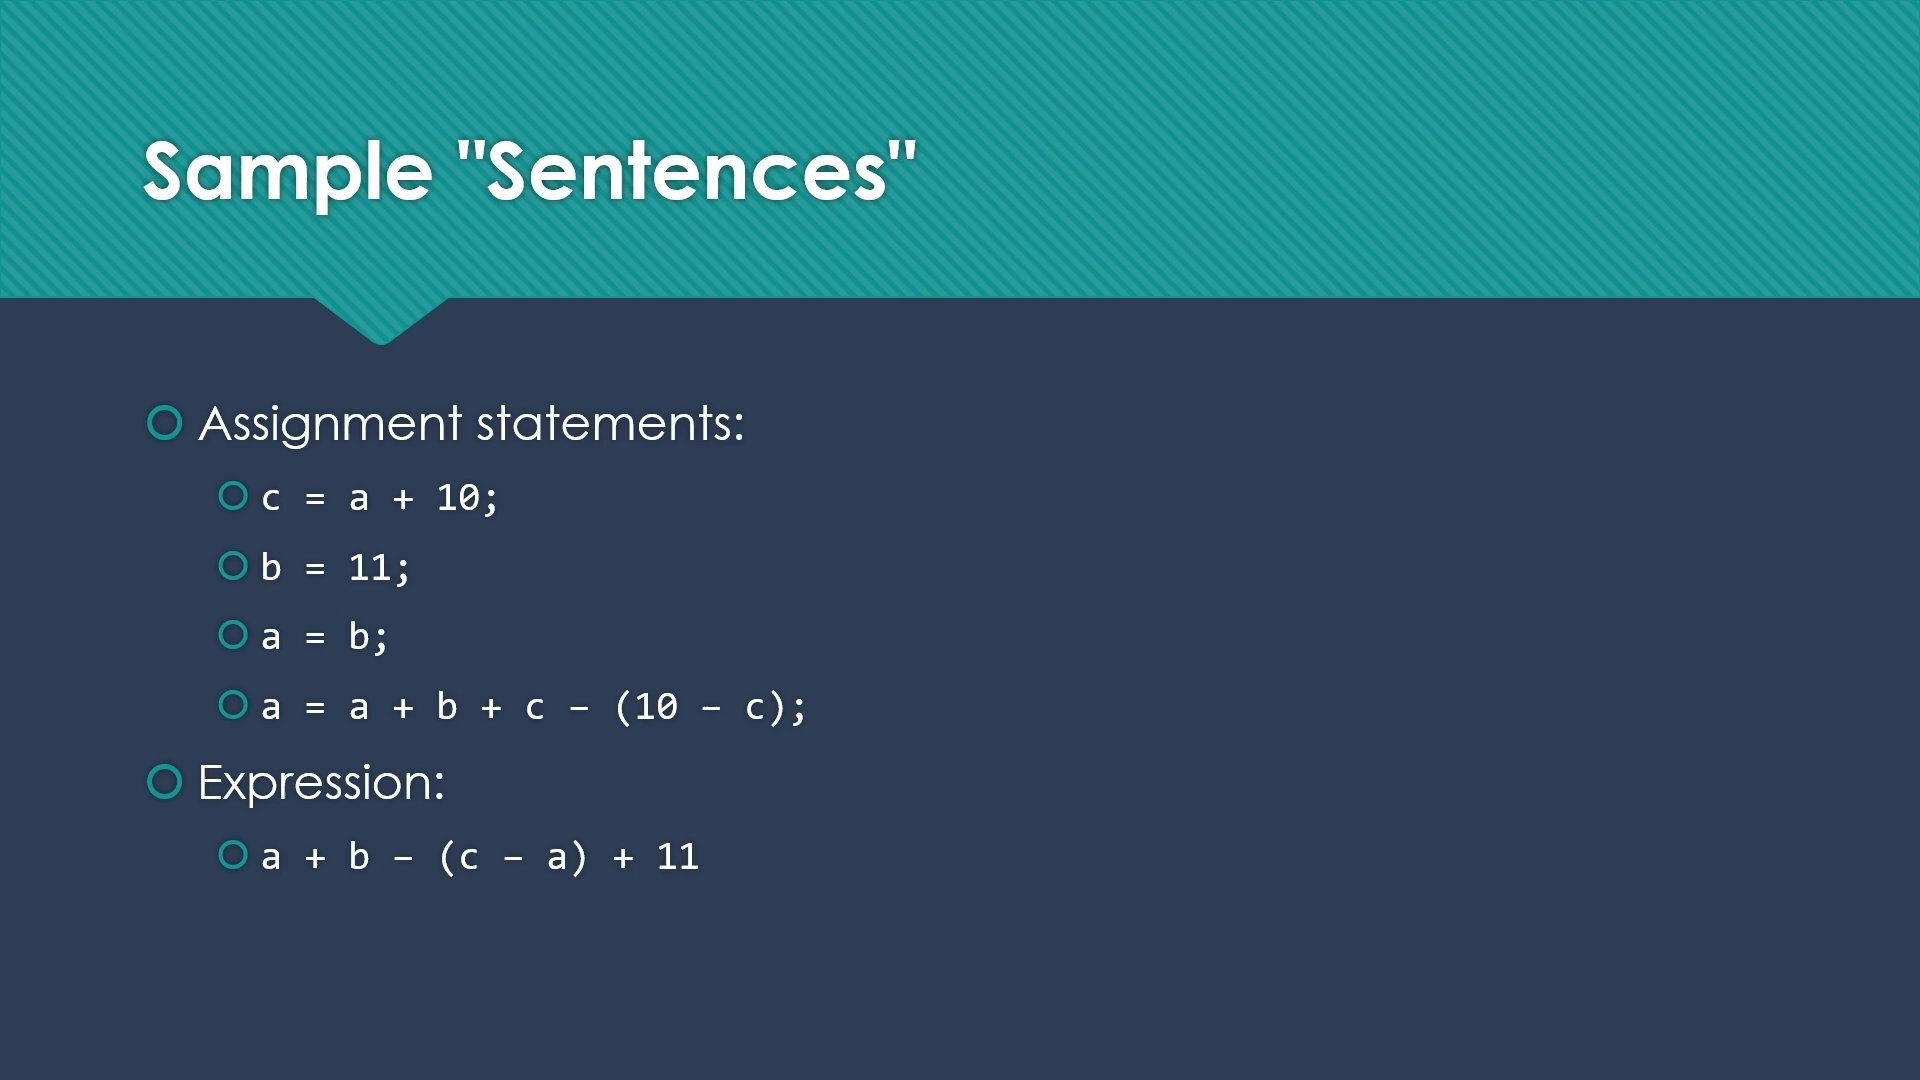 Sample "Sentences"
Assignment statements:
c = a + 10;
b = 11;
a = b;
a = a + b + c – (10 – c);
Expression:
a + b – (c – a) + 11